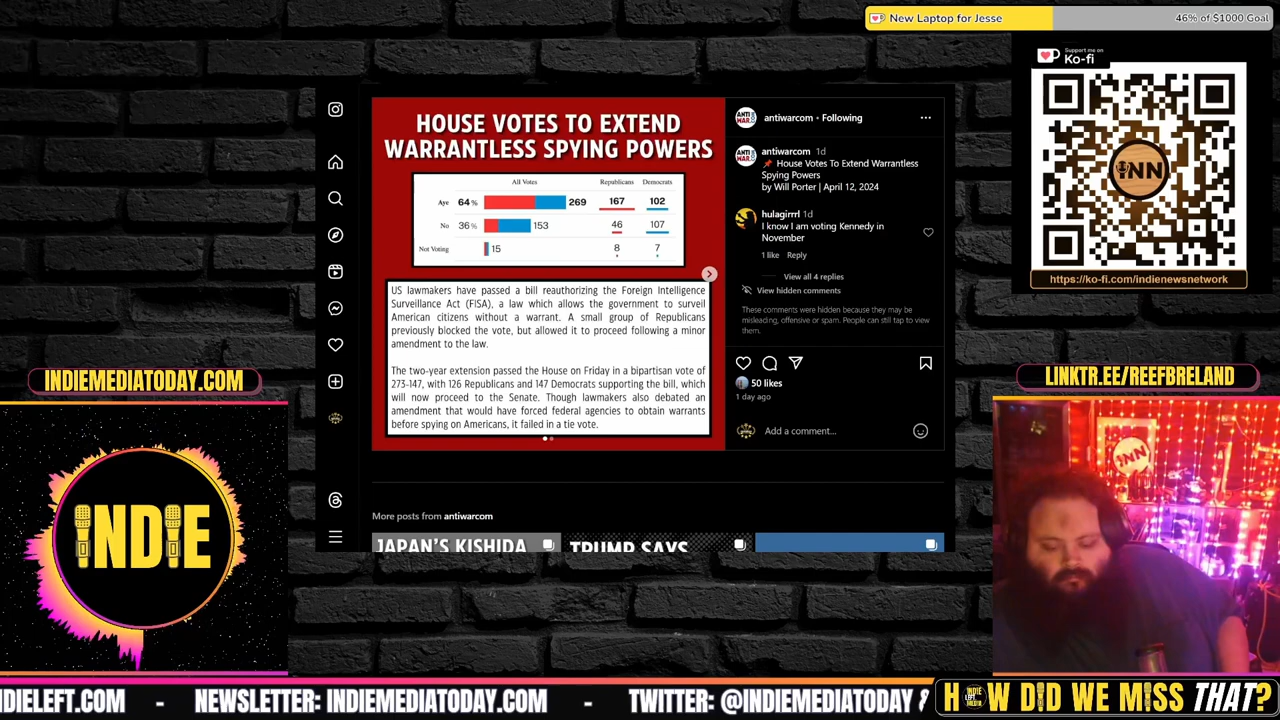 New Laptop for Jesse
46% of $1000 Goal
Support me on
Ko-fi
INN
https://ko-fi.com/indienewsnetwork
HOUSE VOTES TO EXTEND
WARRANTLESS SPYING POWERS
All Votes Republicans Democrats
Aye 64% 269 167 102
No 36% 153 46 107
Not Voting 15 8 7
US lawmakers have passed a bill reauthorizing the Foreign Intelligence
Surveillance Act (FISA), a law which allows the government to surveil
American citizens without a warrant. A small group of Republicans
previously blocked the vote, but allowed it to proceed following a minor
amendment to the law.
The two-year extension passed the House on Friday in a bipartisan vote of
273-147, with 126 Republicans and 147 Democrats supporting the bill, which
will now proceed to the Senate. Though lawmakers also debated an
amendment that would have forced federal agencies to obtain warrants
before spying on Americans, it failed in a tie vote.
ANTI WAR
antiwarcom • Following
ANTI WAR
antiwarcom 1d
📌 House Votes To Extend Warrantless
Spying Powers
by Will Porter | April 12, 2024
hulagirrrl 1d
I know I am voting Kennedy in
November
1 like Reply
View all 4 replies
View hidden comments
These comments were hidden because they may be
misleading, offensive or spam. People can still tap to view
them.
50 likes
1 day ago
Add a comment...
More posts from antiwarcom
JAPAN'S KISHIDA
TRUMP SAYS
INDIEMEDIATODAY.COM
INDIE
LINKTR.EE/REEFBRELAND
INN
NDIELEFT.COM - NEWSLETTER: INDIEMEDIATODAY.COM - TWITTER: @INDIEMEDIATODAY &
HOW DID WE MISS THAT?